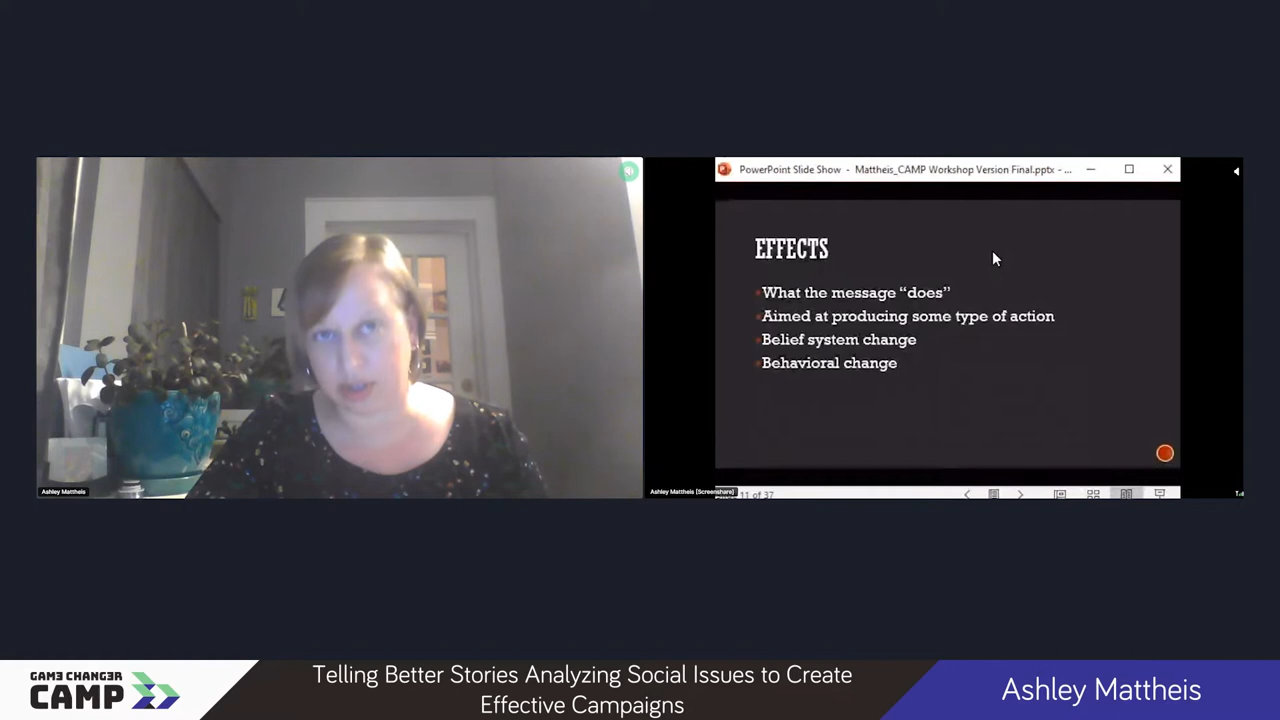 PowerPoint Slide Show - Mattheis_CAMP Workshop Version Final.pptx - ...
EFFECTS
What the message “does”
Aimed at producing some type of action
Belief system change
Behavioral change
Ashley Mattheis
Ashley Mattheis [Screenshare]
11 of 37
GAME CHANGER
CAMP
Telling Better Stories Analyzing Social Issues to Create
Effective Campaigns
Ashley Mattheis